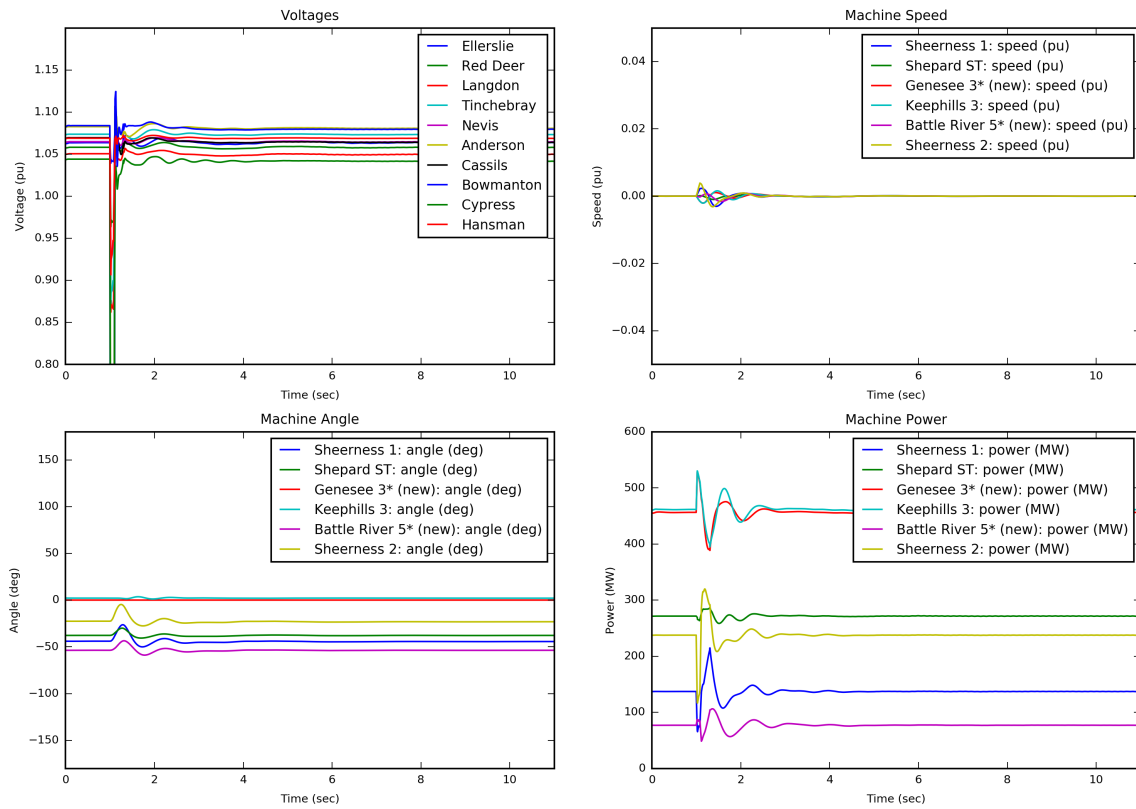 Voltages
Voltage (pu)
1.15
1.10
1.05
1.00
0.95
0.90
0.85
0.80
Ellerslie
Red Deer
Langdon
Tinchebray
Nevis
Anderson
Cassils
Bowmanton
Cypress
Hansman
0 2 4 6 8 10
Time (sec)
Machine Speed
Speed (pu)
0.04
0.02
0.00
−0.02
−0.04
Sheerness 1: speed (pu)
Shepard ST: speed (pu)
Genesee 3* (new): speed (pu)
Keephills 3: speed (pu)
Battle River 5* (new): speed (pu)
Sheerness 2: speed (pu)
0 2 4 6 8 10
Time (sec)
Machine Angle
Angle (deg)
150
100
50
0
−50
−100
−150
Sheerness 1: angle (deg)
Shepard ST: angle (deg)
Genesee 3* (new): angle (deg)
Keephills 3: angle (deg)
Battle River 5* (new): angle (deg)
Sheerness 2: angle (deg)
0 2 4 6 8 10
Time (sec)
Machine Power
Power (MW)
600
500
400
300
200
100
0
Sheerness 1: power (MW)
Shepard ST: power (MW)
Genesee 3* (new): power (MW)
Keephills 3: power (MW)
Battle River 5* (new): power (MW)
Sheerness 2: power (MW)
0 2 4 6 8 10
Time (sec)